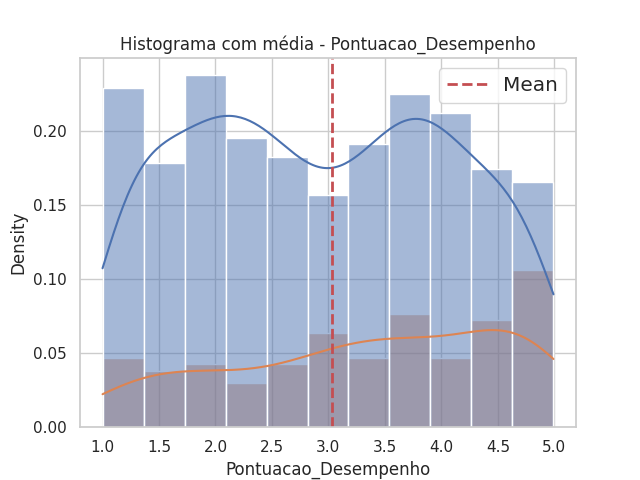 Histograma com média - Pontuacao_Desempenho
Mean
0.20
0.15
0.10
0.05
0.00
Density
1.0 1.5 2.0 2.5 3.0 3.5 4.0 4.5 5.0
Pontuacao_Desempenho